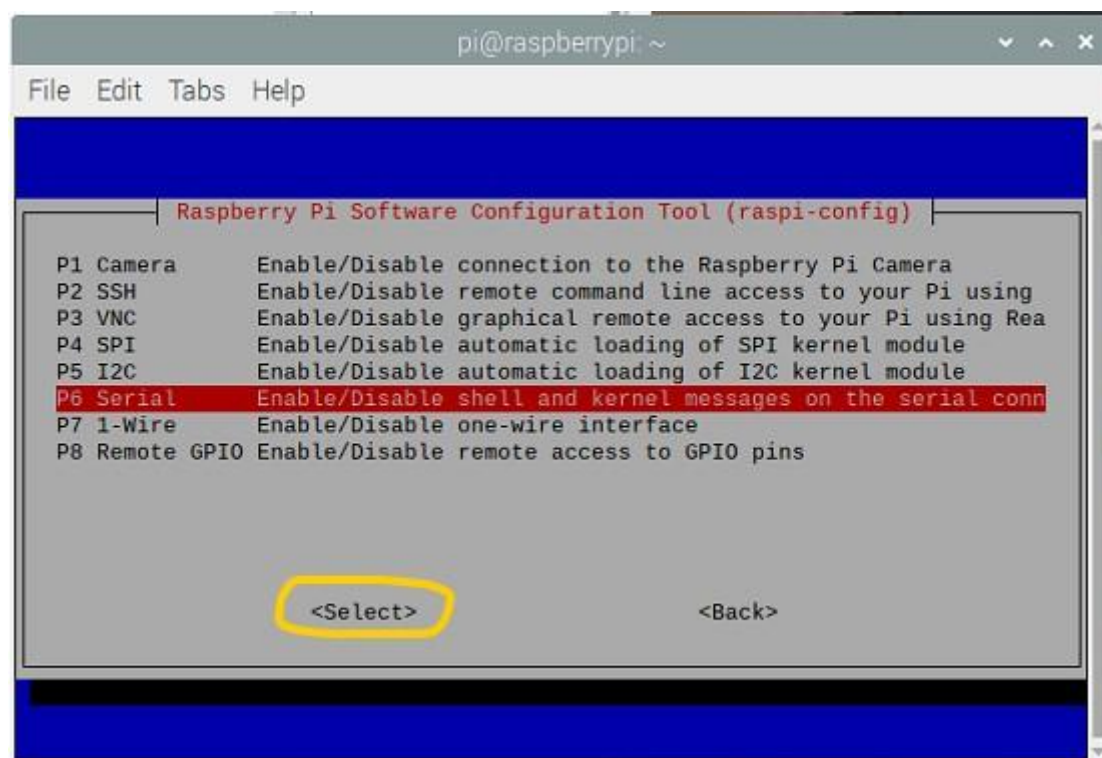 pi@raspberrypi: ~
File Edit Tabs Help
Raspberry Pi Software Configuration Tool (raspi-config)
P1 Camera Enable/Disable connection to the Raspberry Pi Camera
P2 SSH Enable/Disable remote command line access to your Pi using
P3 VNC Enable/Disable graphical remote access to your Pi using Rea
P4 SPI Enable/Disable automatic loading of SPI kernel module
P5 I2C Enable/Disable automatic loading of I2C kernel module
P6 Serial Enable/Disable shell and kernel messages on the serial conn
P7 1-Wire Enable/Disable one-wire interface
P8 Remote GPIO Enable/Disable remote access to GPIO pins
<Select> <Back>